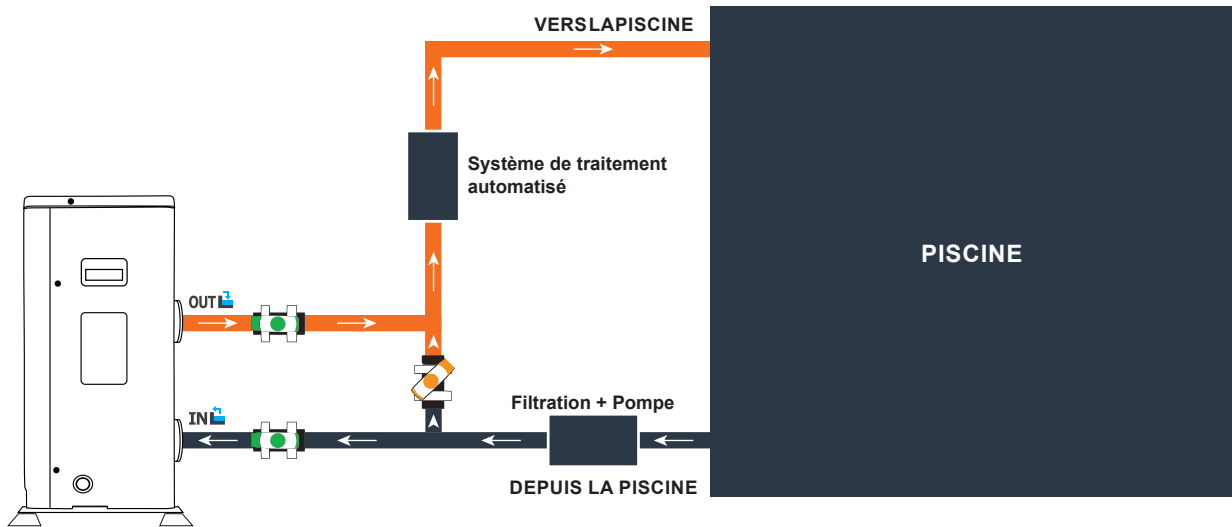 VERSLAPISCINE
Système de traitement
automatisé
PISCINE
OUT
IN
Filtration + Pompe
DEPUIS LA PISCINE